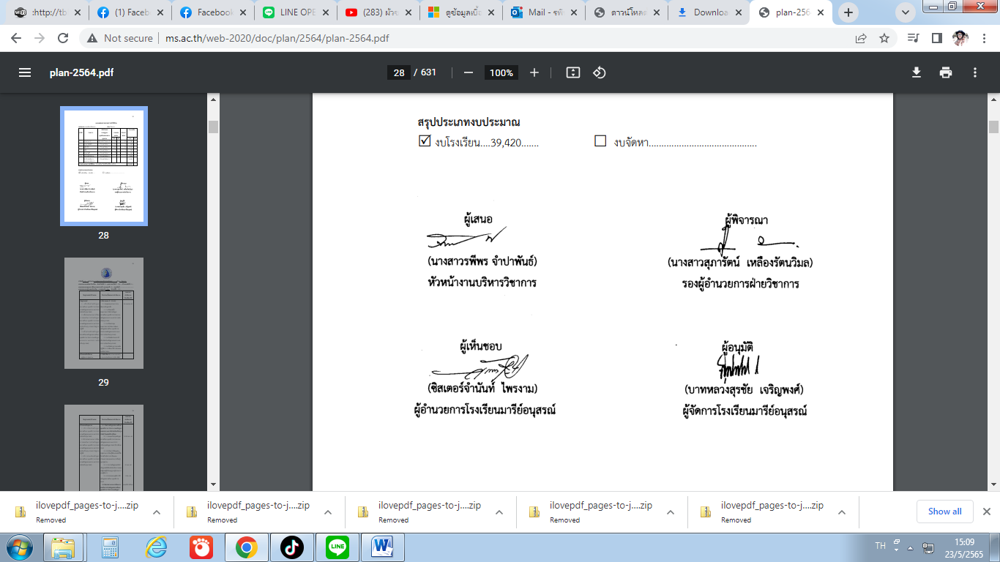 :http://tb
(1) Faceb
Facebook
LINE OPE
(283) ผัวข
ดูข้อมูลเบื้อ
Mail - รพี
ดาวน์โหลด
Downloa
plan-256
Not secure
ms.ac.th/web-2020/doc/plan/2564/plan-2564.pdf
plan-2564.pdf
28 / 631
100%
สรุปประเภทงบประมาณ
งบโรงเรียน....39,420.......
งบจัดหา...........................................
ผู้เสนอ
ผู้พิจารณา
(นางสาวรพีพร จำปาพันธ์)
(นางสาวสุภารัตน์ เหลืองรัตนวิมล)
หัวหน้างานบริหารวิชาการ
รองผู้อำนวยการฝ่ายวิชาการ
ผู้เห็นชอบ
ผู้อนุมัติ
(ซิสเตอร์จำนันท์ ไพรงาม)
(บาทหลวงสุรชัย เจริญพงศ์)
ผู้อำนวยการโรงเรียนมารีย์อนุสรณ์
ผู้จัดการโรงเรียนมารีย์อนุสรณ์
28
29
ilovepdf_pages-to-j....zip
Removed
ilovepdf_pages-to-j....zip
Removed
ilovepdf_pages-to-j....zip
Removed
ilovepdf_pages-to-j....zip
Removed
ilovepdf_pages-to-j....zip
Removed
Show all
TH
15:09
23/5/2565